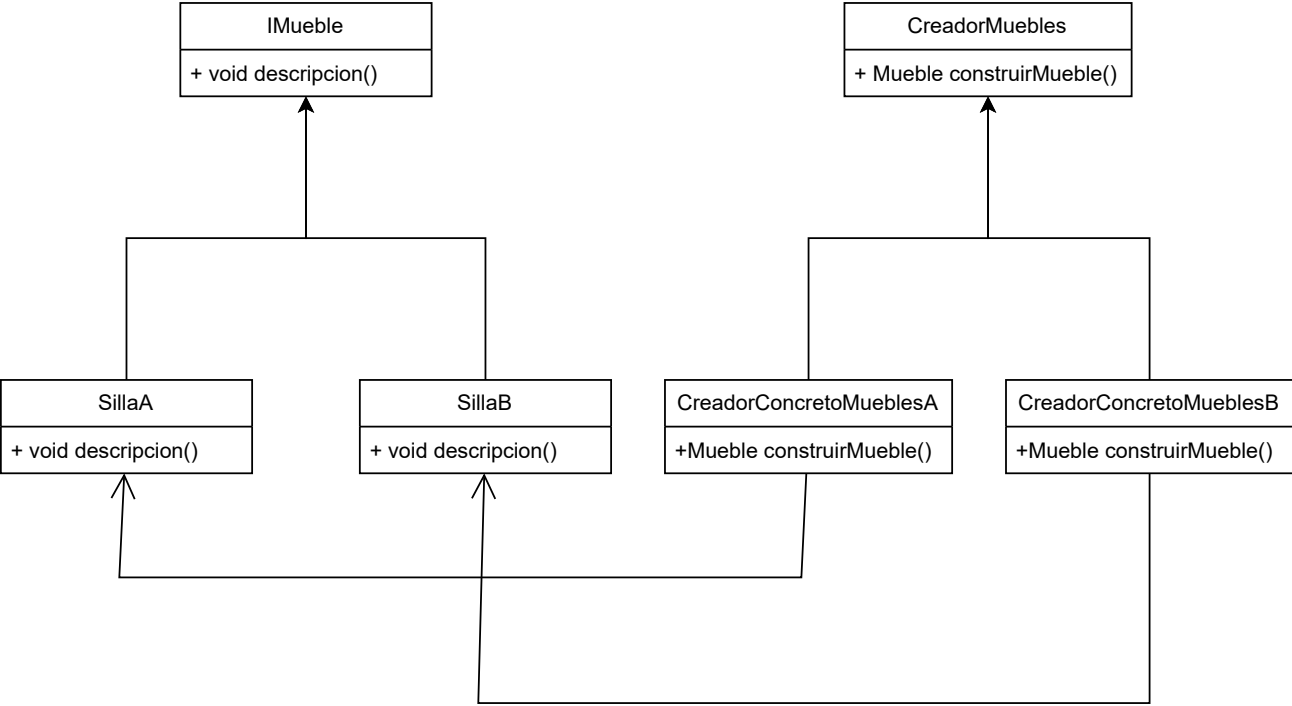 IMueble
+ void descripcion()
CreadorMuebles
+ Mueble construirMueble()
SillaA
+ void descripcion()
SillaB
+ void descripcion()
CreadorConcretoMueblesA
+Mueble construirMueble()
CreadorConcretoMueblesB
+Mueble construirMueble()